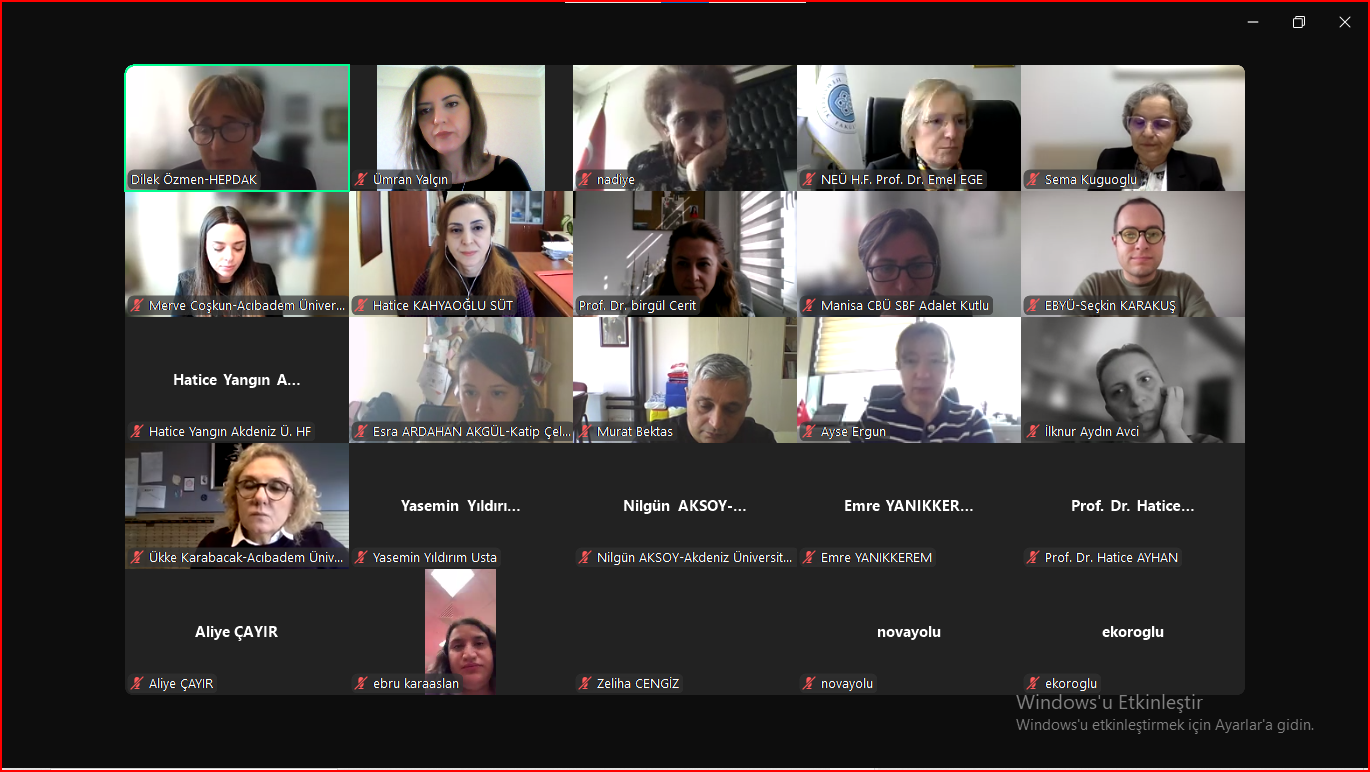 Dilek Özmen-HEPDAK
Ümran Yalçın
nadiye
NEÜ H.F. Prof. Dr. Emel EGE
Sema Kuguoglu
Merve Coşkun-Acıbadem Üniver...
Hatice KAHYAOĞLU SÜT
Prof. Dr. birgül Cerit
Manisa CBÜ SBF Adalet Kutlu
EBYÜ-Seçkin KARAKUŞ
Hatice Yangın A...
Hatice Yangın Akdeniz Ü. HF
Esra ARDAHAN AKGÜL-Katip Çel...
Murat Bektas
Ayse Ergun
İlknur Aydın Avci
Ükke Karabacak-Acıbadem Üniv...
Yasemin Yıldırı...
Yasemin Yıldırım Usta
Nilgün AKSOY-...
Nilgün AKSOY-Akdeniz Üniversit...
Emre YANIKKER...
Emre YANIKKEREM
Prof. Dr. Hatice...
Prof. Dr. Hatice AYHAN
Aliye ÇAYIR
Aliye ÇAYIR
ebru karaaslan
Zeliha CENGİZ
novayolu
novayolu
ekoroglu
ekoroglu
Windows'u Etkinleştir
Windows'u etkinleştirmek için Ayarlar'a gidin.